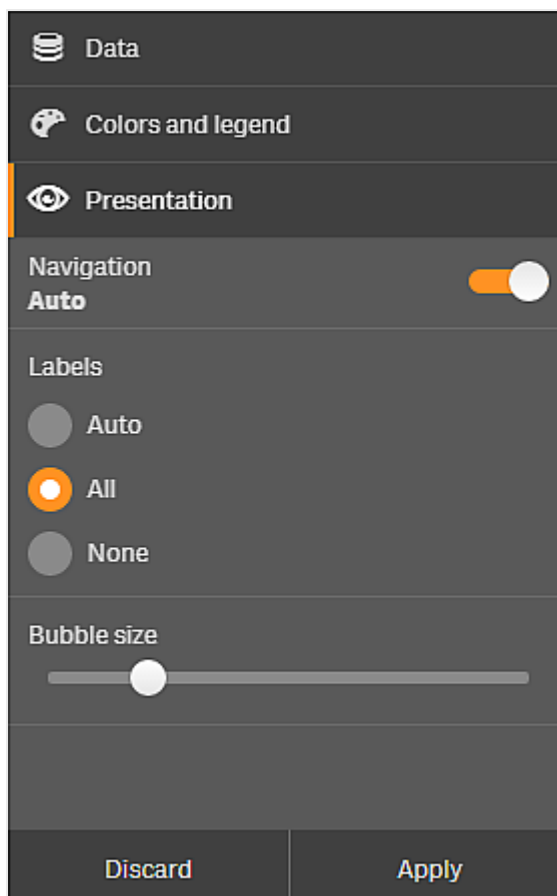 Data
Colors and legend
Presentation
Navigation
Auto
Labels
Auto
All
None
Bubble size
Discard
Apply